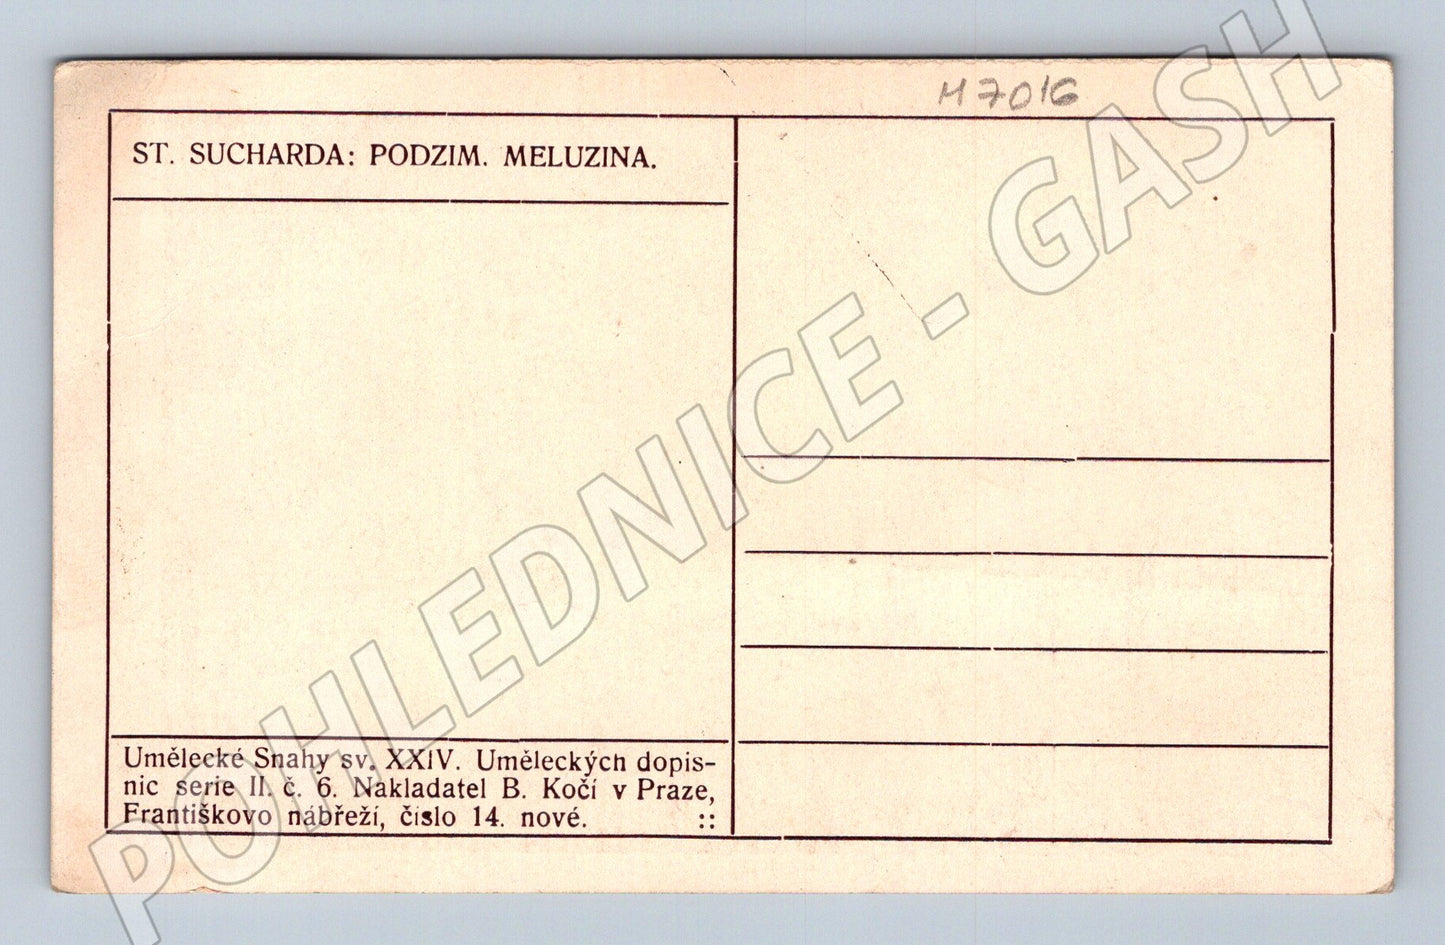 M 7016
ST. SUCHARDA: PODZIM. MELUZINA.
Umělecké Snahy sv. XXIV. Uměleckých dopis-
nic serie II. č. 6. Nakladatel B. Kočí v Praze,
Františkovo nábřeží, číslo 14. nové. ::
POHLEDNICE - GASH